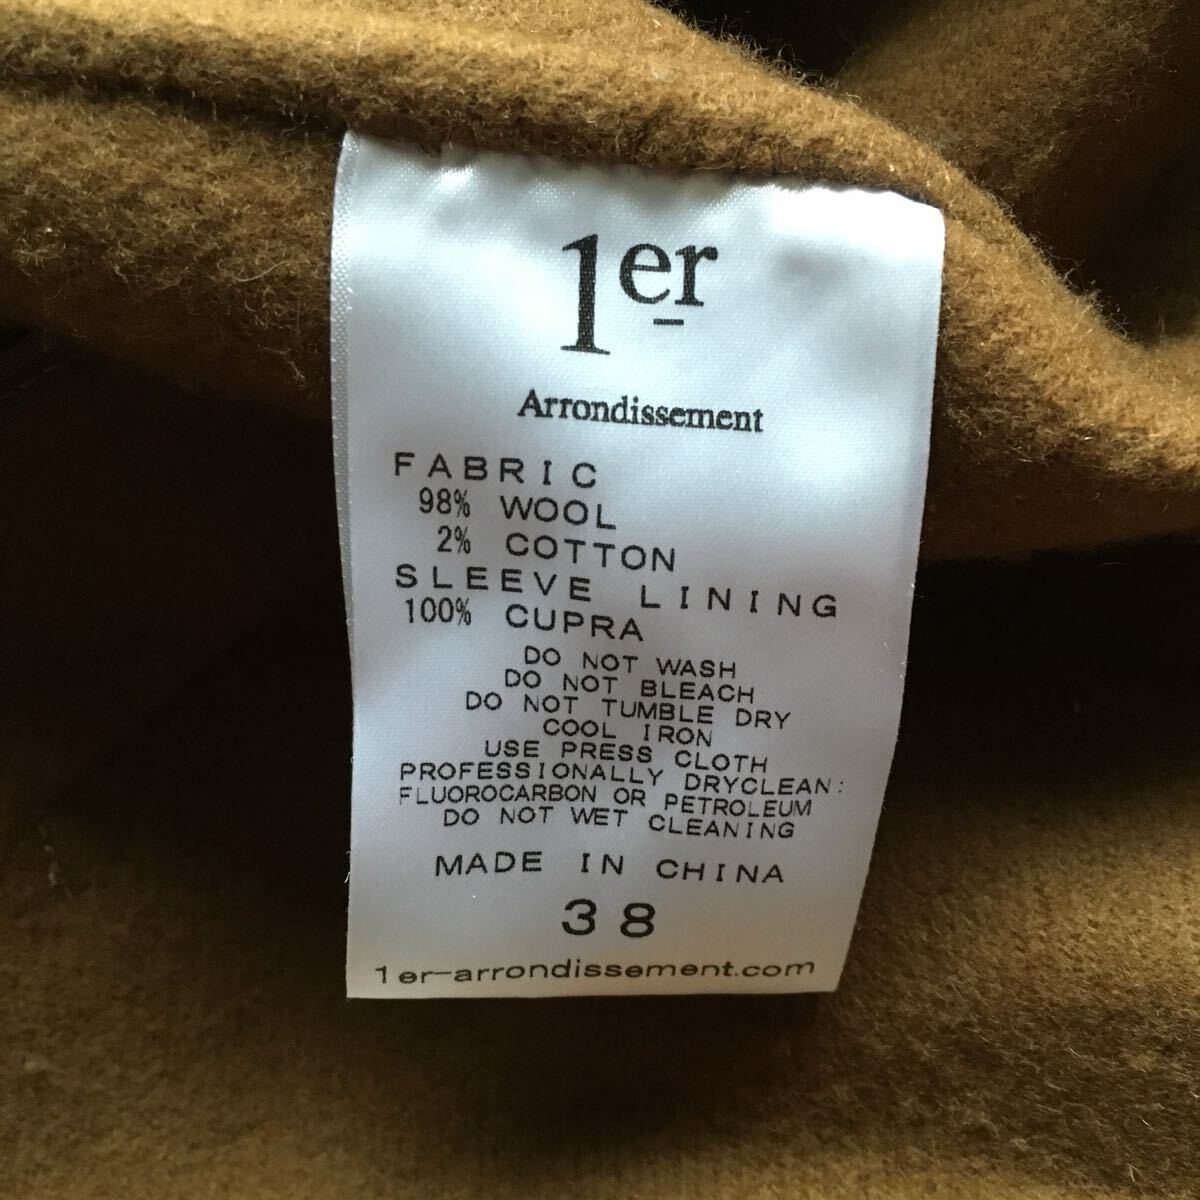 1er
Arrondissement
FABRIC
98% WOOL
2% COTTON
SLEEVE LINING
100% CUPRA
DO NOT WASH
DO NOT BLEACH
DO NOT TUMBLE DRY
COOL IRON
USE PRESS CLOTH
PROFESSIONALLY DRYCLEAN:
FLUOROCARBON OR PETROLEUM
DO NOT WET CLEANING
MADE IN CHINA
38
1er-arrondissement.com